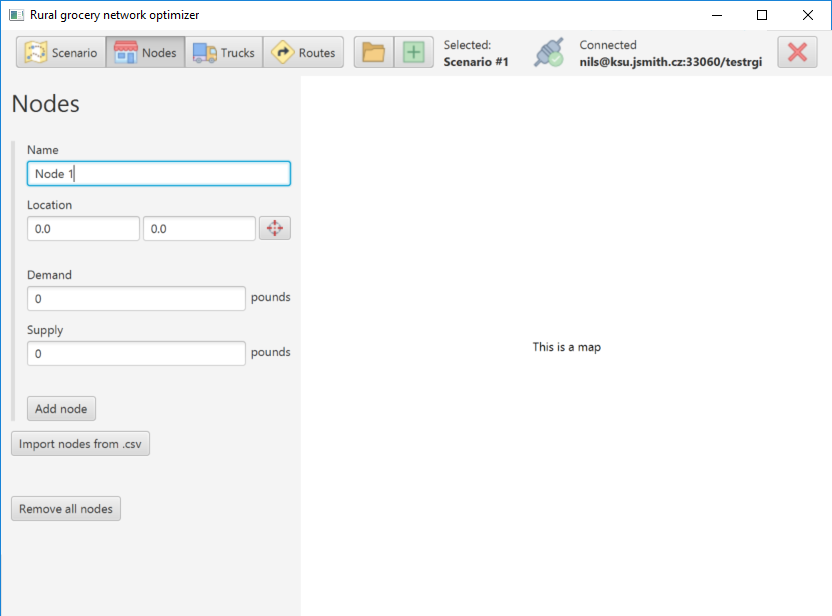 Rural grocery network optimizer
Scenario Nodes Trucks Routes
Selected:
Scenario #1
Connected
nils@ksu.jsmith.cz:33060/testrgi
Nodes
Name
Node 1
Location
0.0 0.0
Demand
0 pounds
Supply
0 pounds
Add node
Import nodes from .csv
Remove all nodes
This is a map